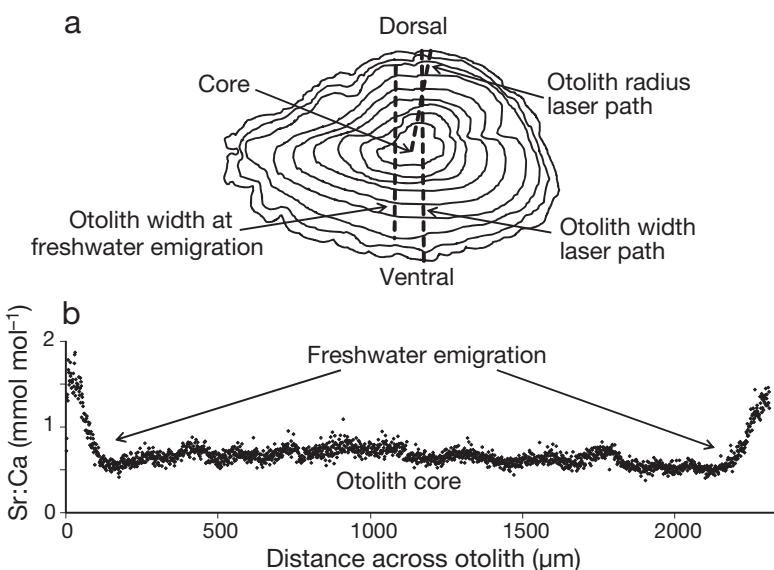 a
Dorsal
Core
Otolith radius
laser path
Otolith width at
freshwater emigration
Otolith width
laser path
Ventral
b
Sr:Ca (mmol mol⁻¹)
2
1
0
Freshwater emigration
Otolith core
0 500 1000 1500 2000
Distance across otolith (µm)